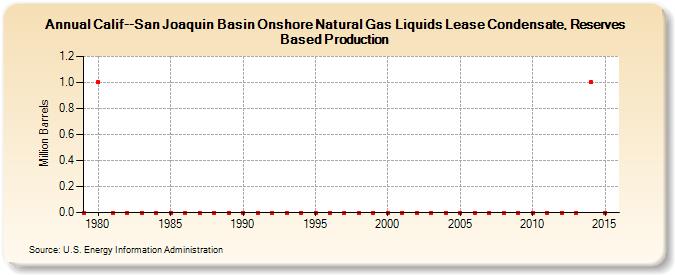 Annual Calif--San Joaquin Basin Onshore Natural Gas Liquids Lease Condensate, Reserves
Based Production
Million Barrels
1.2
1.0
0.8
0.6
0.4
0.2
0.0
1980 1985 1990 1995 2000 2005 2010 2015
Source: U.S. Energy Information Administration